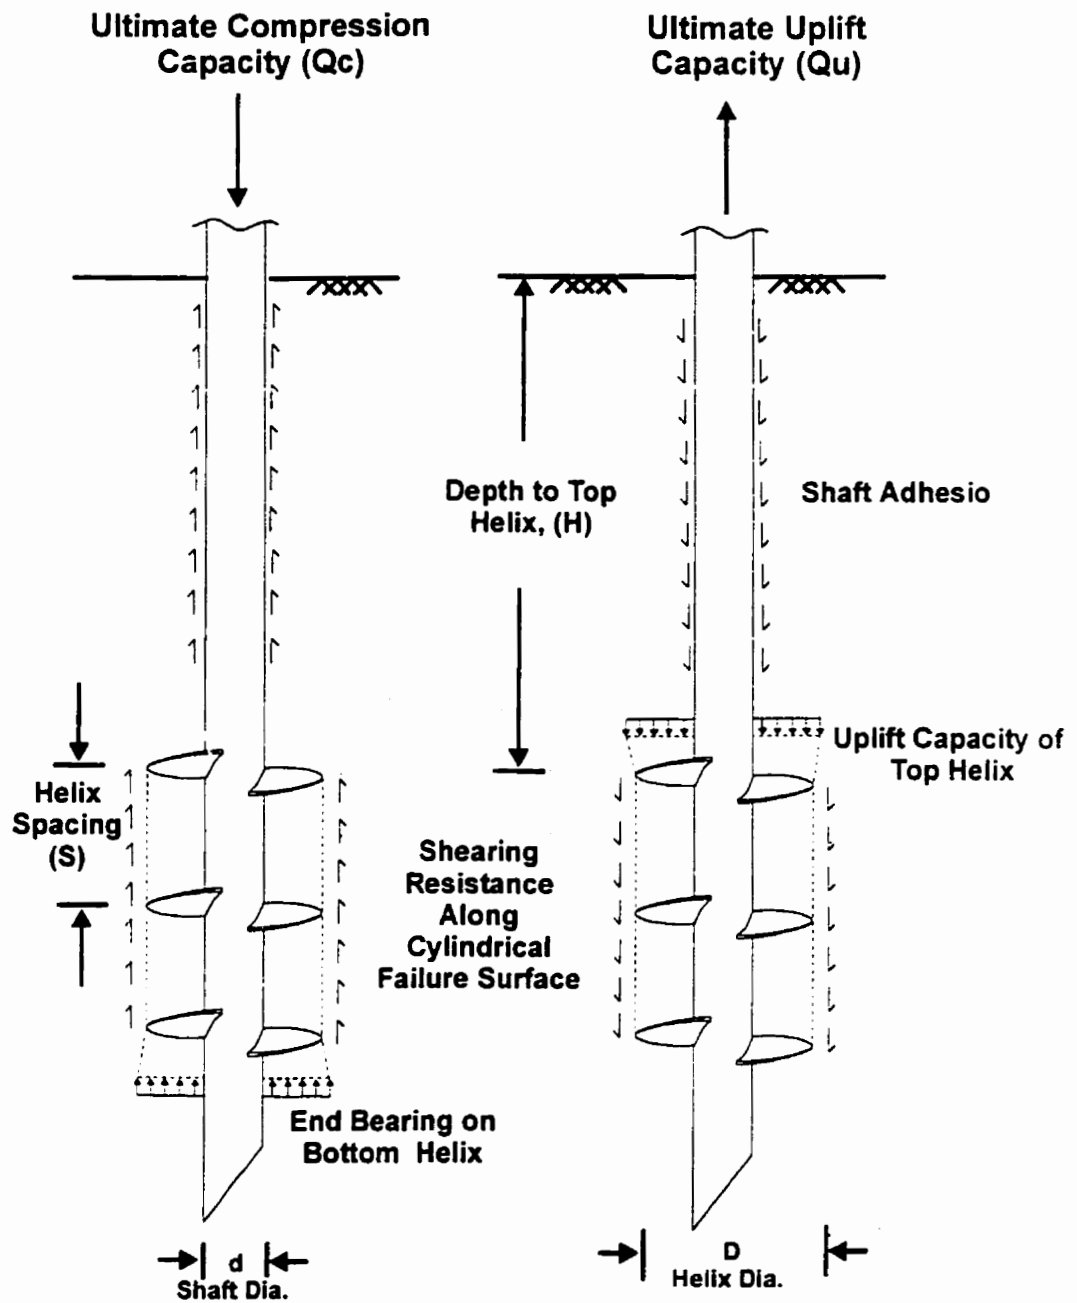 Ultimate Compression
Capacity (Qc)
Ultimate Uplift
Capacity (Qu)
Depth to Top
Helix, (H)
Shaft Adhesio
Uplift Capacity of
Top Helix
Helix
Spacing
(S)
Shearing
Resistance
Along
Cylindrical
Failure Surface
End Bearing on
Bottom Helix
d
Shaft Dia.
D
Helix Dia.